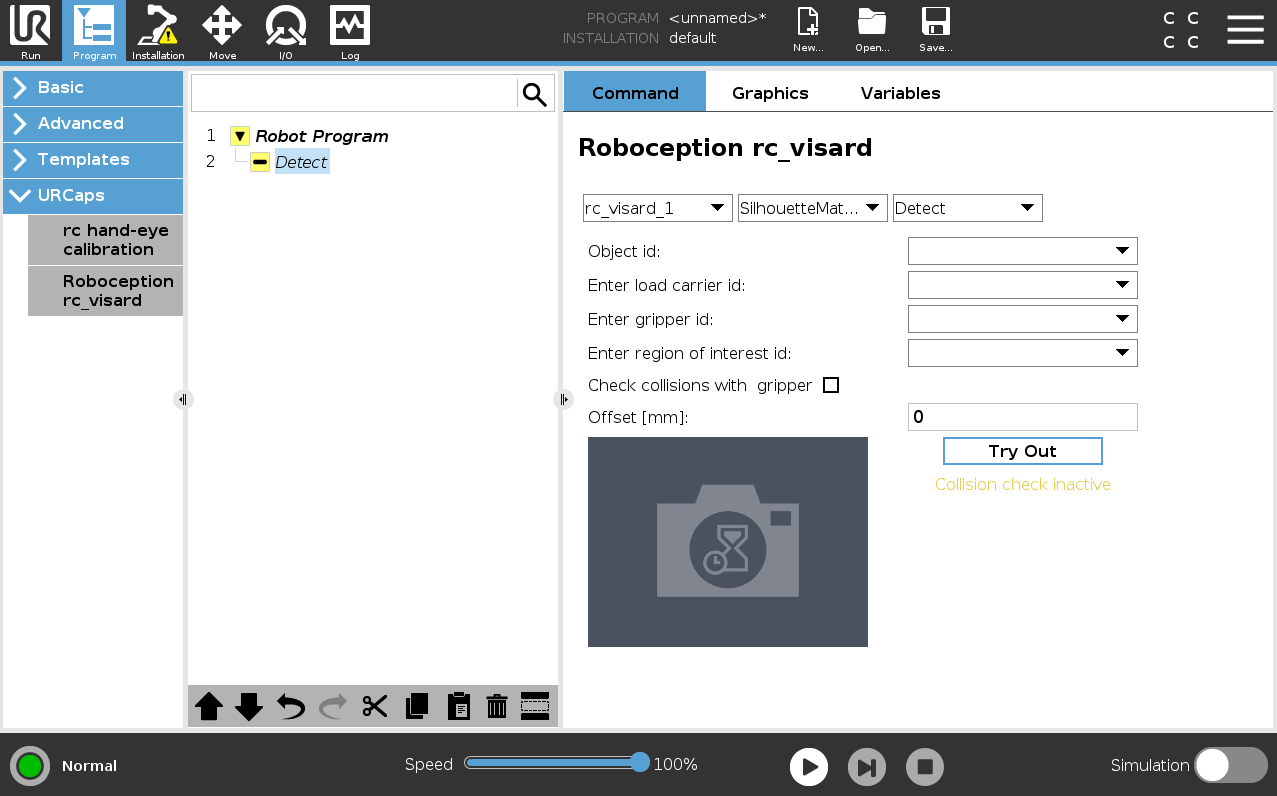 UR
Run
Program
Installation
Move
I/O
Log
PROGRAM <unnamed>*
INSTALLATION default
New...
Open...
Save...
C C
C C
Basic
Advanced
Templates
URCaps
rc hand-eye
calibration
Roboception
rc_visard
1 Robot Program
2 Detect
Command Graphics Variables
Roboception rc_visard
rc_visard_1 SilhouetteMat... Detect
Object id:
Enter load carrier id:
Enter gripper id:
Enter region of interest id:
Check collisions with gripper
Offset [mm]: 0
Try Out
Collision check inactive
Normal
Speed 100%
Simulation